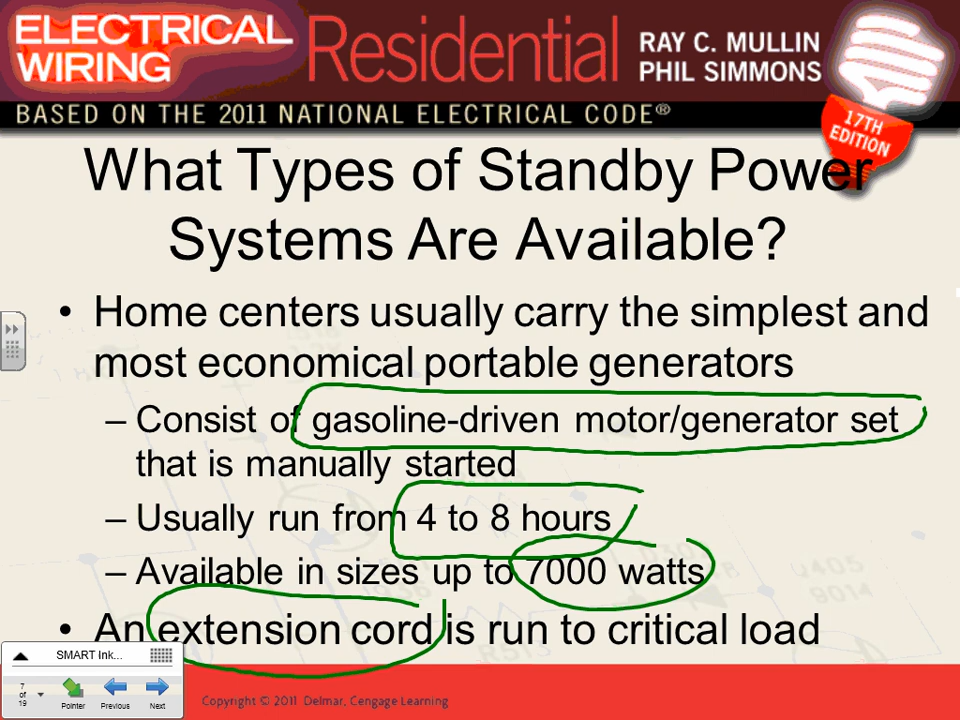 ELECTRICAL WIRING Residential RAY C. MULLIN PHIL SIMMONS
BASED ON THE 2011 NATIONAL ELECTRICAL CODE®
17TH EDITION
What Types of Standby Power
Systems Are Available?
• Home centers usually carry the simplest and
most economical portable generators
– Consist of gasoline-driven motor/generator set
that is manually started
– Usually run from 4 to 8 hours
– Available in sizes up to 7000 watts
• An extension cord is run to critical load
SMART Ink...
7 of 19
Pointer Previous Next
Copyright © 2011 Delmar, Cengage Learning
U405
9014
R513